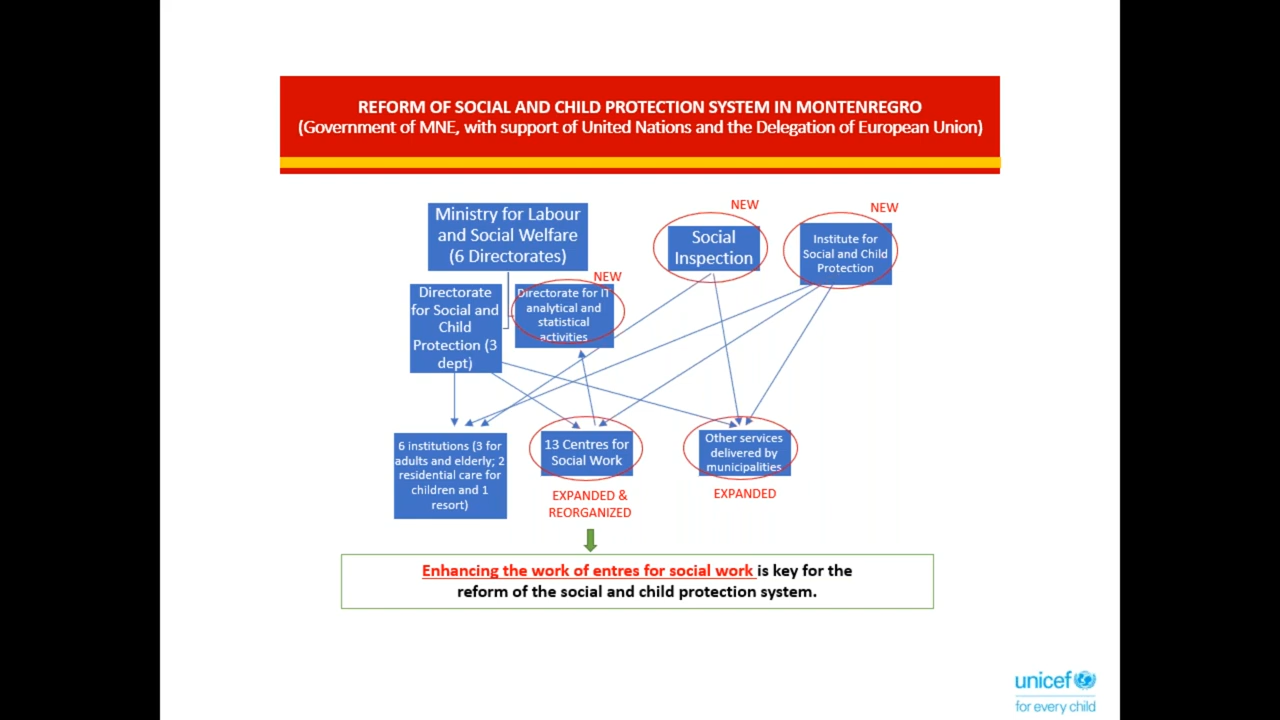 REFORM OF SOCIAL AND CHILD PROTECTION SYSTEM IN MONTENREGRO
(Government of MNE, with support of United Nations and the Delegation of European Union)
Ministry for Labour
and Social Welfare
(6 Directorates)
NEW
Social
Inspection
NEW
Institute for
Social and Child
Protection
Directorate
for Social and
Child
Protection (3
dept)
NEW
Directorate for IT
analytical and
statistical
activities
6 institutions (3 for
adults and elderly; 2
residential care for
children and 1
resort)
13 Centres for
Social Work
EXPANDED &
REORGANIZED
Other services
delivered by
municipalities
EXPANDED
Enhancing the work of entres for social work is key for the
reform of the social and child protection system.
unicef
for every child